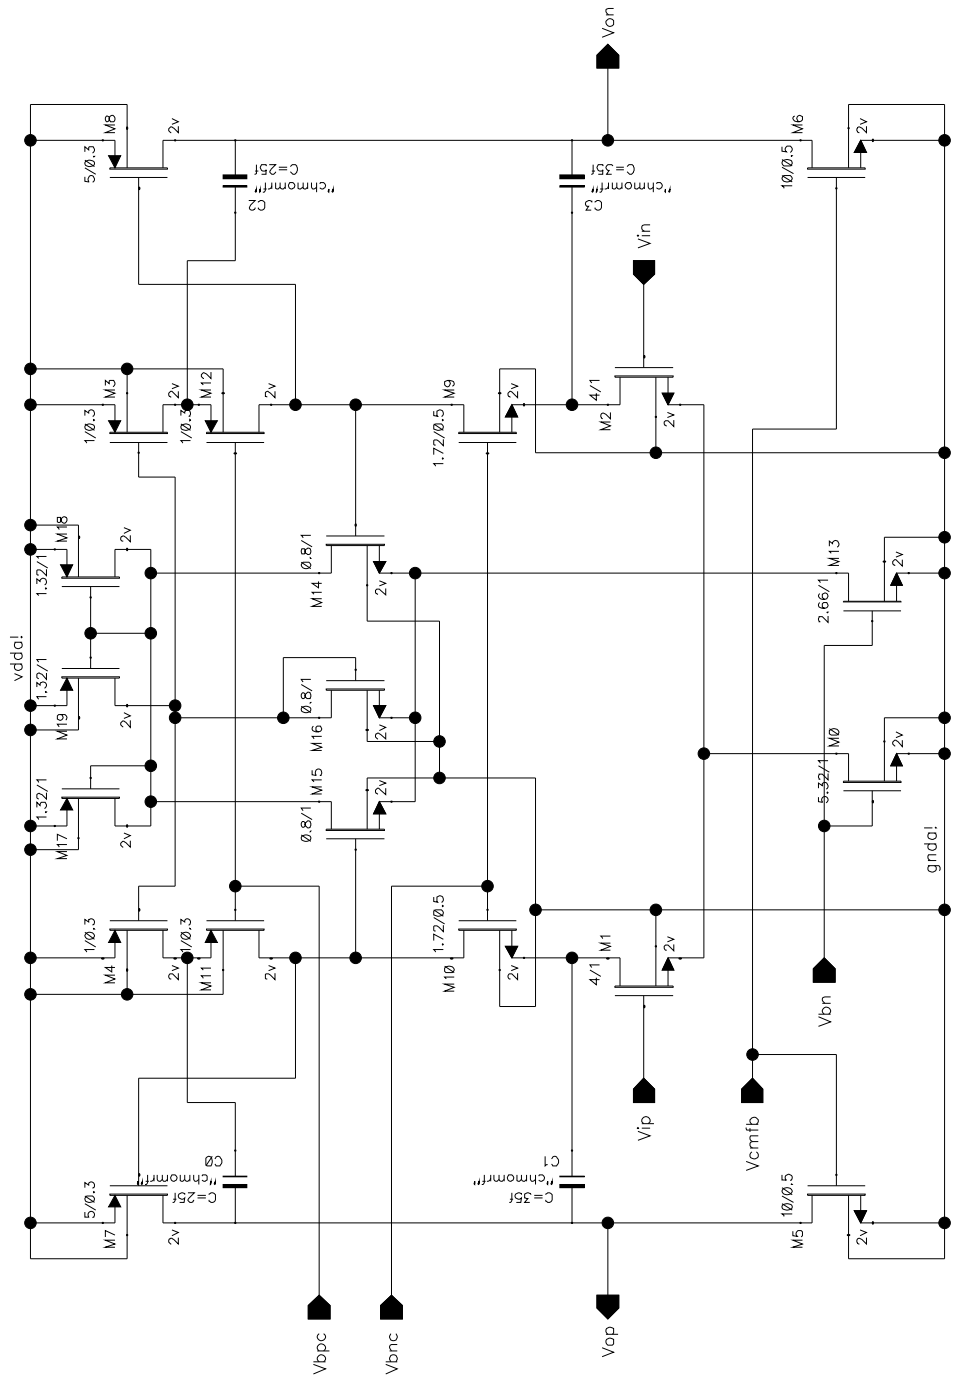 Von
M8
5/0.3
2v
C=25f
"chmomrf"
C2
C=35f
"chmomrf"
C3
M6
10/0.5
2v
Vin
M3
1/0.3
2v
M12
1/0.3
2v
M9
1.72/0.5
2v
4/1
M2
2v
vdda!
M18
1.32/1
2v
M19
1.32/1
2v
M17
1.32/1
2v
0.8/1
M14
2v
0.8/1
M16
2v
M15
0.8/1
2v
M13
2.66/1
2v
M0
5.32/1
2v
gnda!
1/0.3
M4
2v
1/0.3
M11
2v
1.72/0.5
M10
2v
M1
4/1
2v
Vbn
Vip
Vcmfb
C0
"chmomrf"
C=25f
C1
"chmomrf"
C=35f
5/0.3
M7
2v
10/0.5
M5
2v
Vbpc
Vbnc
Vop